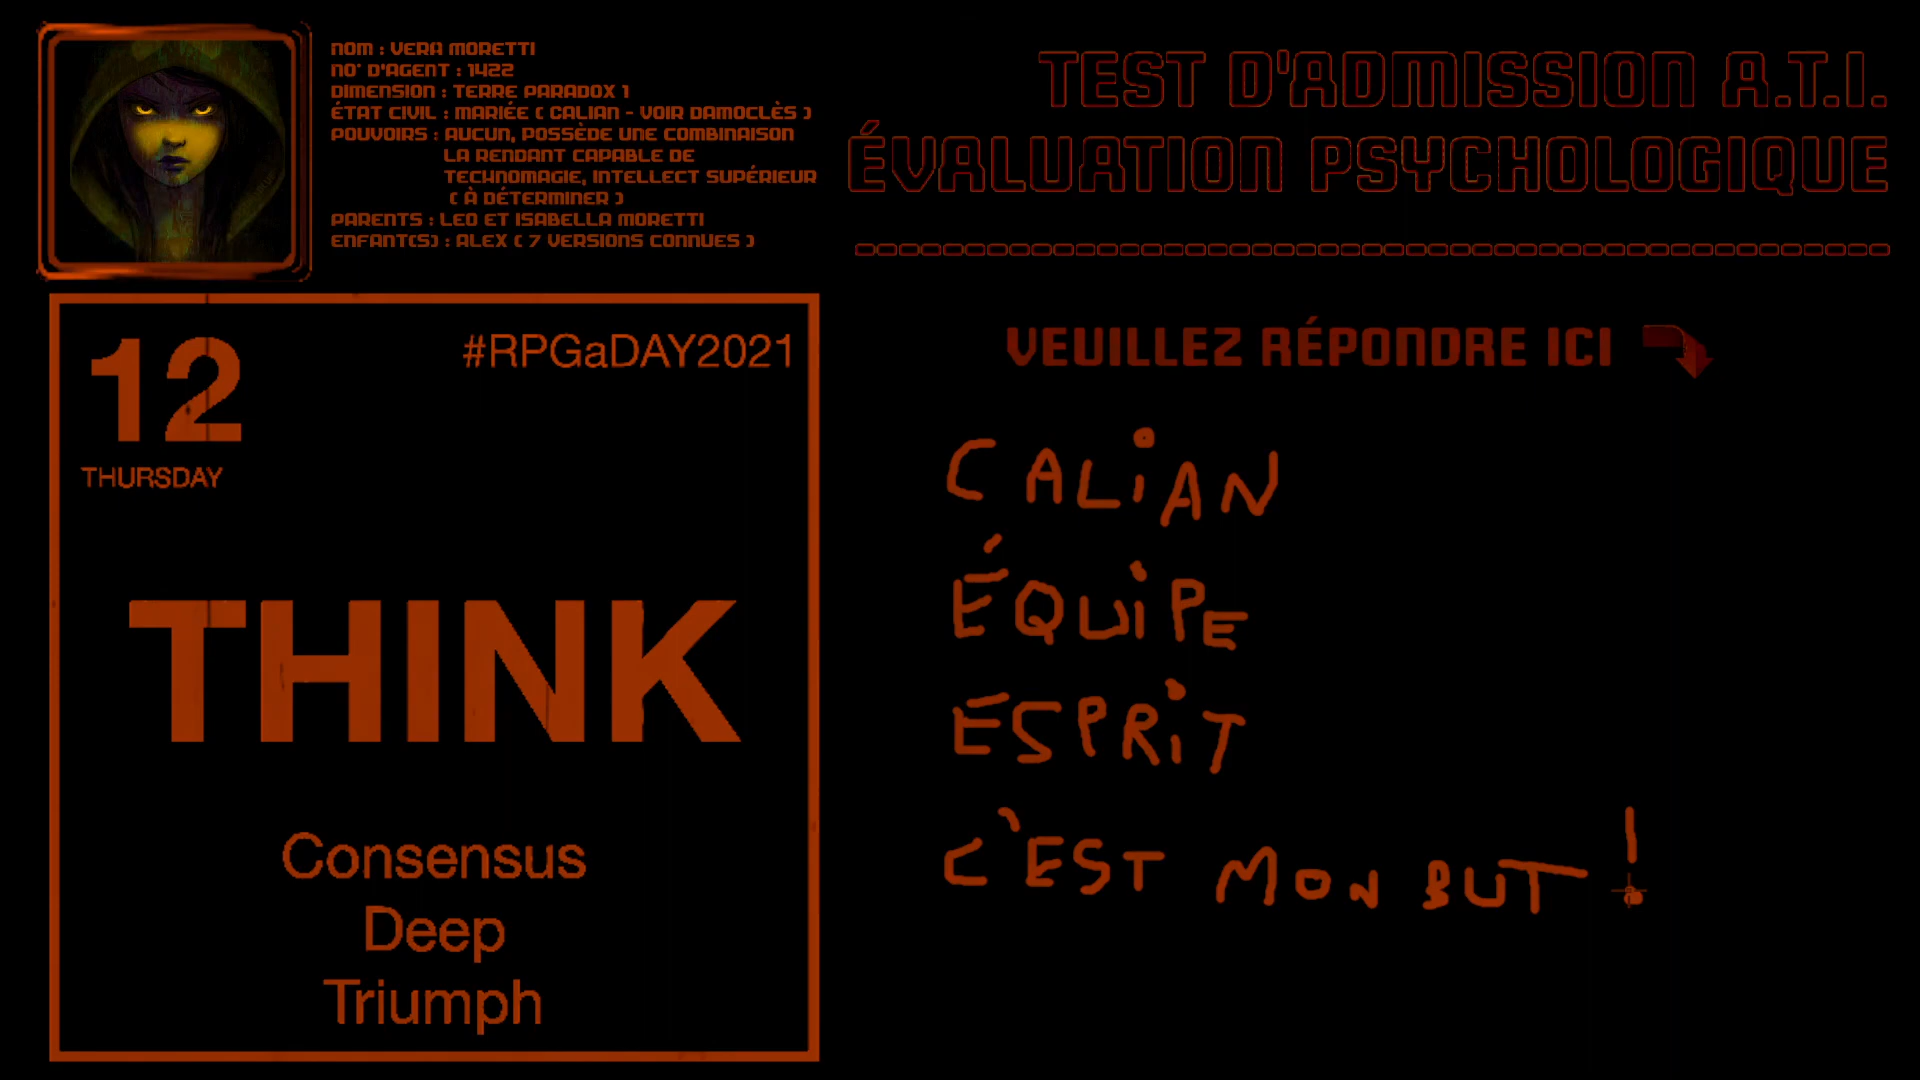 NOM : VERA MORETTI
NO° D'AGENT : 1422
DIMENSION : TERRE PARADOX 1
ÉTAT CIVIL : MARIÉE ( CALIAN - VOIR DAMOCLÈS )
POUVOIRS : AUCUN, POSSÈDE UNE COMBINAISON
LA RENDANT CAPABLE DE
TECHNOMAGIE, INTELLECT SUPÉRIEUR
( À DÉTERMINER )
PARENTS : LEO ET ISABELLA MORETTI
ENFANT(S) : ALEX ( 7 VERSIONS CONNUES )
TEST D'ADMISSION A.T.I.
ÉVALUATION PSYCHOLOGIQUE
12
#RPGaDAY2021
THURSDAY
THINK
Consensus
Deep
Triumph
VEUILLEZ RÉPONDRE ICI
CALiAN
ÉQUiPE
ESPRiT
C'EST MON BUT !